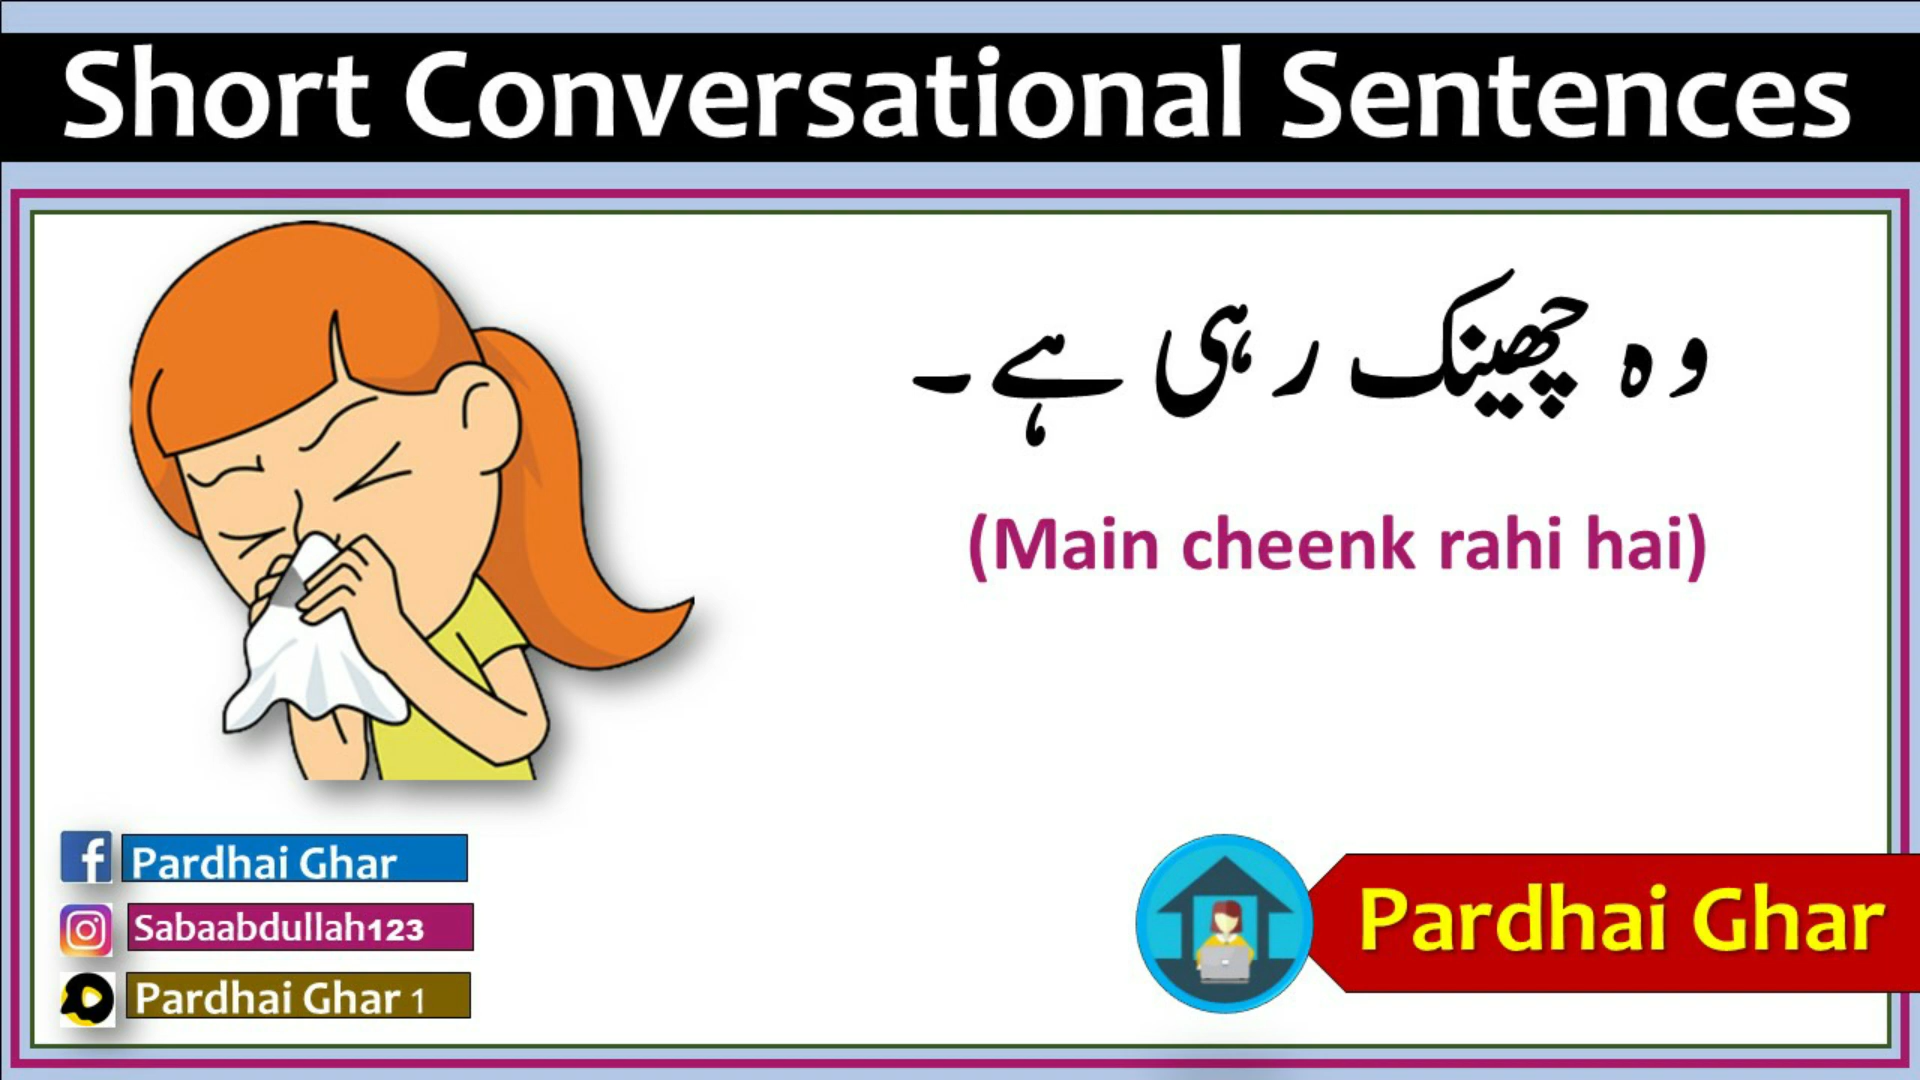 Short Conversational Sentences
وہ چھینک رہی ہے۔
(Main cheenk rahi hai)
Pardhai Ghar
Sabaabdullah123
Pardhai Ghar 1
Pardhai Ghar